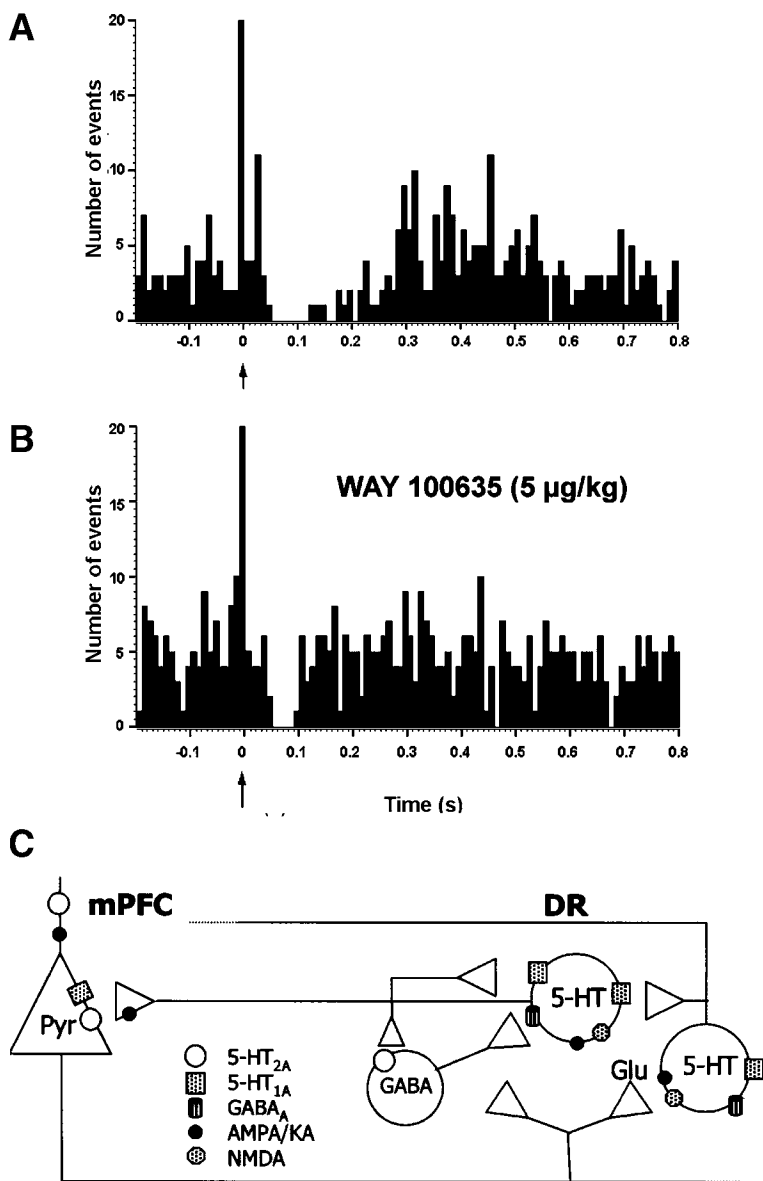 A
Number of events
20
15
10
5
0
-0.1 0 0.1 0.2 0.3 0.4 0.5 0.6 0.7 0.8
B
WAY 100635 (5 µg/kg)
Number of events
20
15
10
5
0
-0.1 0 0.1 0.2 0.3 0.4 0.5 0.6 0.7 0.8
Time (s)
C
mPFC
DR
Pyr
5-HT
GABA
Glu
5-HT
5-HT2A
5-HT1A
GABAA
AMPA/KA
NMDA